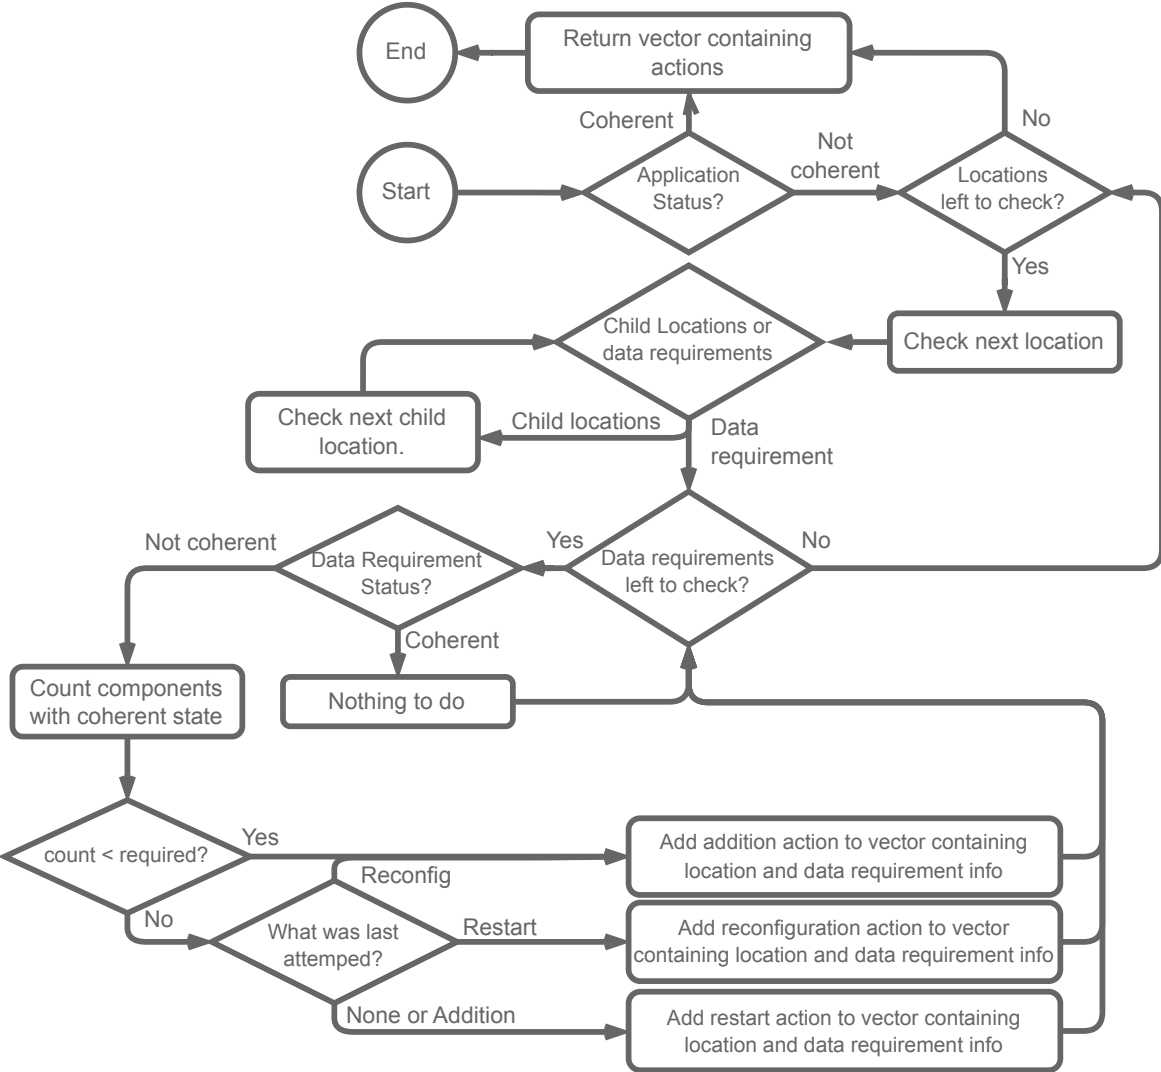 End
Return vector containing
actions
Coherent
No
Start
Application
Status?
Not
coherent
Locations
left to check?
Yes
Child Locations or
data requirements
Check next location
Check next child
location.
Child locations
Data
requirement
Not coherent
Data Requirement
Status?
Yes
Data requirements
left to check?
No
Coherent
Count components
with coherent state
Nothing to do
count < required?
Yes
Add addition action to vector containing
location and data requirement info
Reconfig
No
What was last
attemped?
Restart
Add reconfiguration action to vector
containing location and data requirement info
None or Addition
Add restart action to vector containing
location and data requirement info